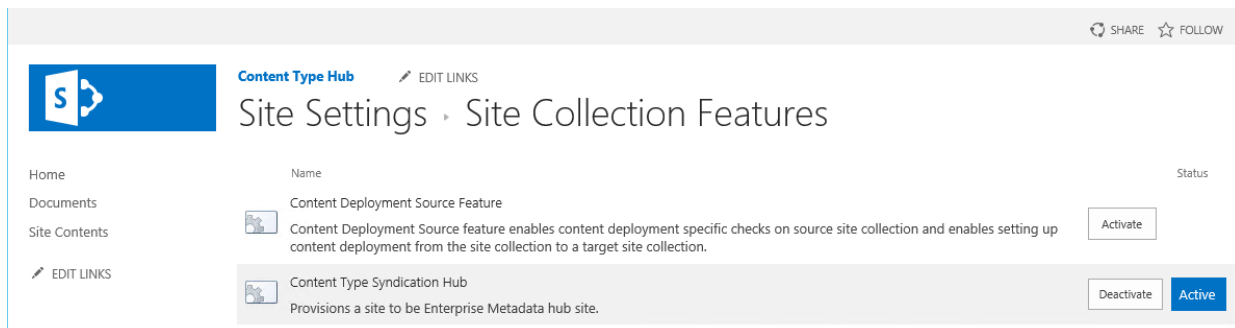 SHARE FOLLOW
S
Content Type Hub EDIT LINKS
Site Settings › Site Collection Features
Home
Documents
Site Contents
EDIT LINKS
Name Status
Content Deployment Source Feature
Content Deployment Source feature enables content deployment specific checks on source site collection and enables setting up
content deployment from the site collection to a target site collection.
Activate
Content Type Syndication Hub
Provisions a site to be Enterprise Metadata hub site.
Deactivate Active